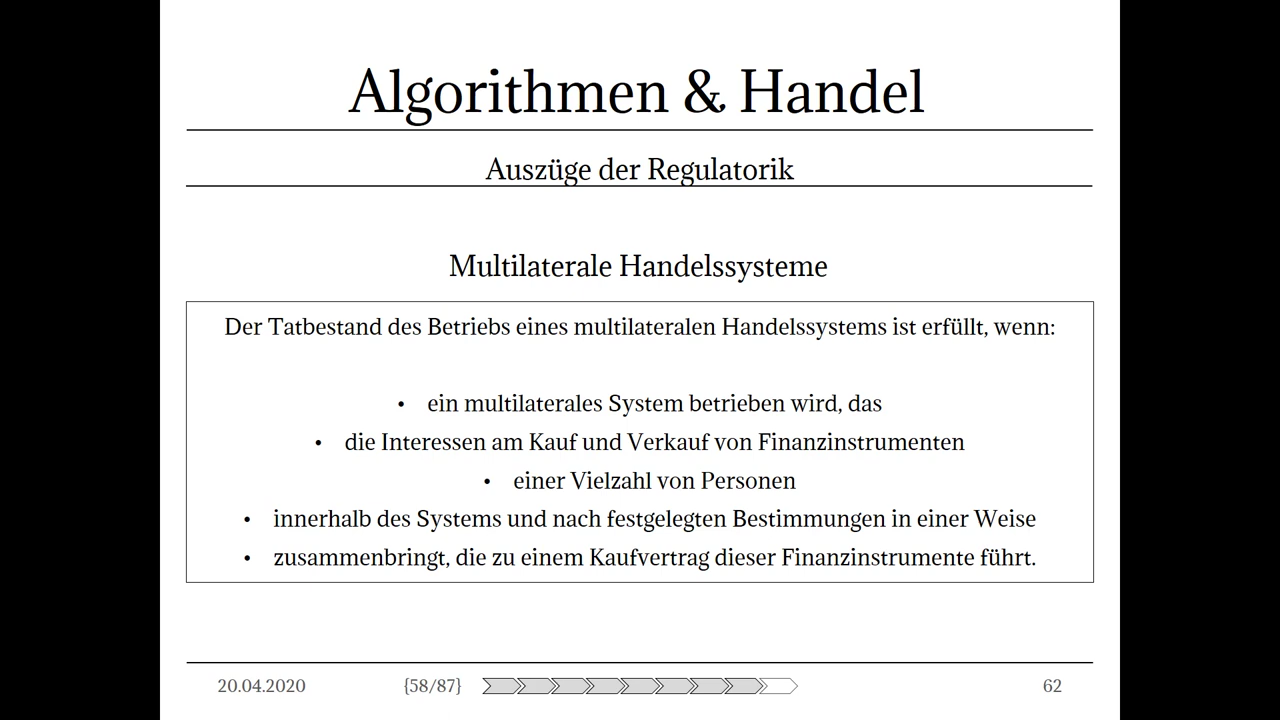 Algorithmen & Handel
Auszüge der Regulatorik
Multilaterale Handelssysteme
Der Tatbestand des Betriebs eines multilateralen Handelssystems ist erfüllt, wenn:
• ein multilaterales System betrieben wird, das
• die Interessen am Kauf und Verkauf von Finanzinstrumenten
• einer Vielzahl von Personen
• innerhalb des Systems und nach festgelegten Bestimmungen in einer Weise
• zusammenbringt, die zu einem Kaufvertrag dieser Finanzinstrumente führt.
20.04.2020 {58/87} 62